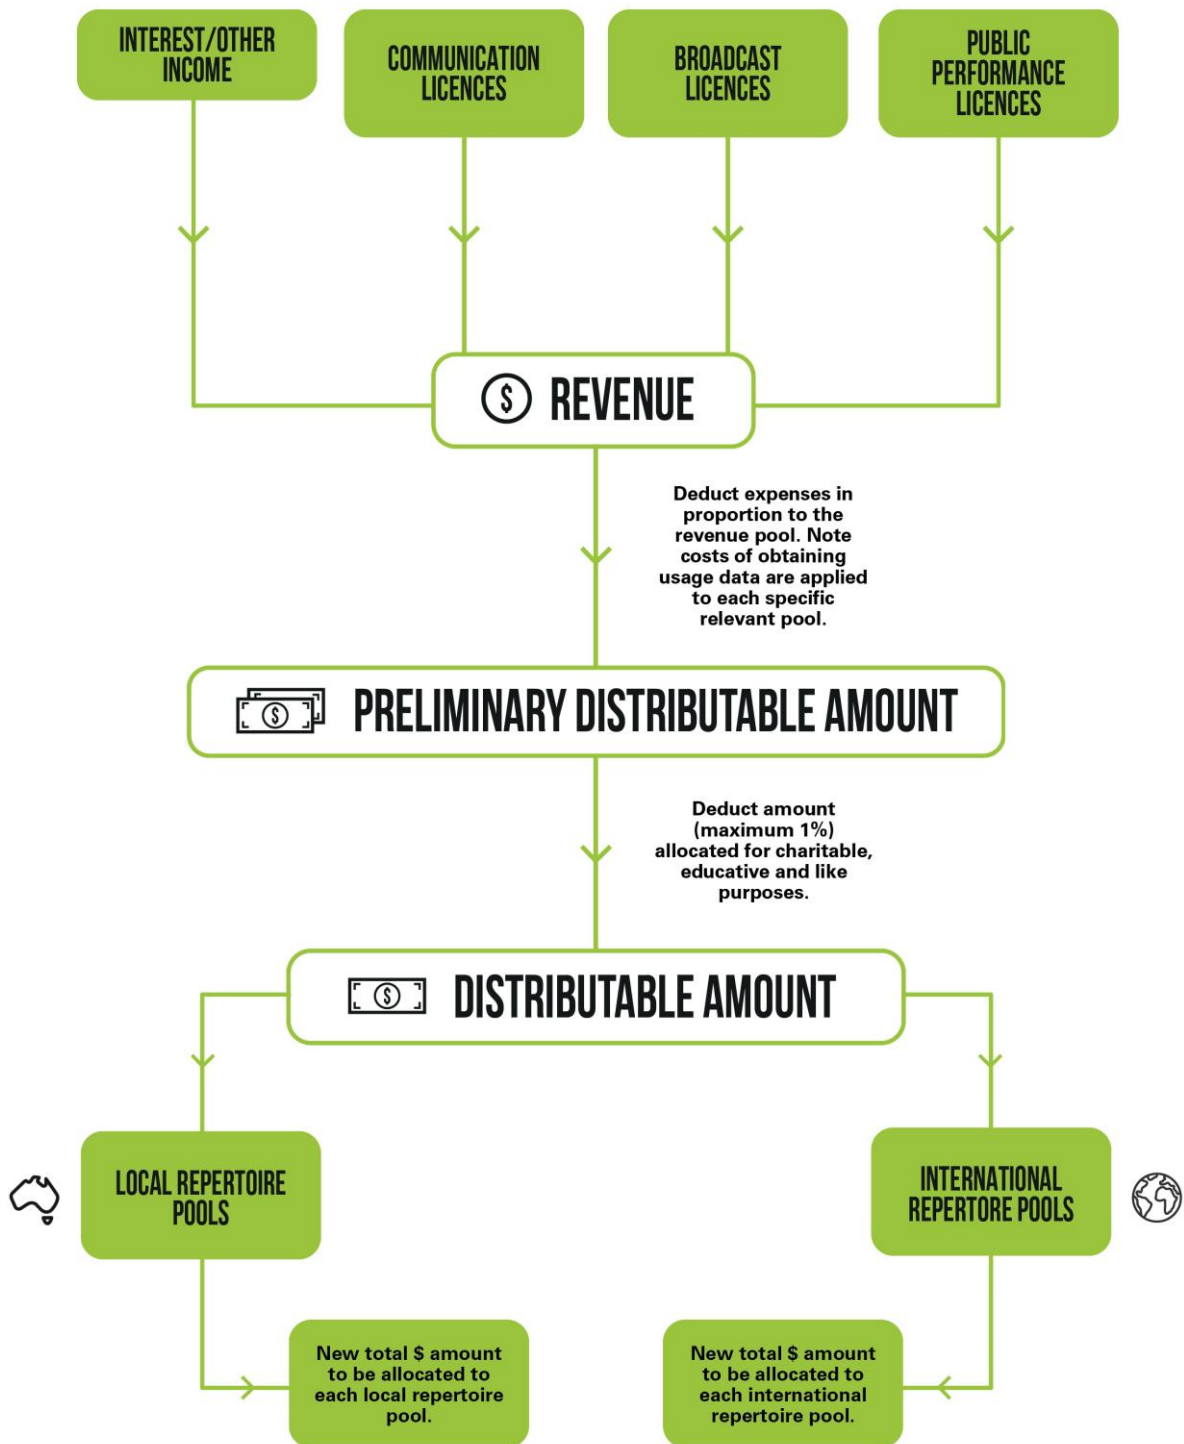 INTEREST/OTHER
INCOME
COMMUNICATION
LICENCES
BROADCAST
LICENCES
PUBLIC
PERFORMANCE
LICENCES
$ REVENUE
Deduct expenses in
proportion to the
revenue pool. Note
costs of obtaining
usage data are applied
to each specific
relevant pool.
$ PRELIMINARY DISTRIBUTABLE AMOUNT
Deduct amount
(maximum 1%)
allocated for charitable,
educative and like
purposes.
$ DISTRIBUTABLE AMOUNT
LOCAL REPERTOIRE
POOLS
INTERNATIONAL
REPERTORE POOLS
New total $ amount
to be allocated to
each local repertoire
pool.
New total $ amount
to be allocated to
each international
repertoire pool.